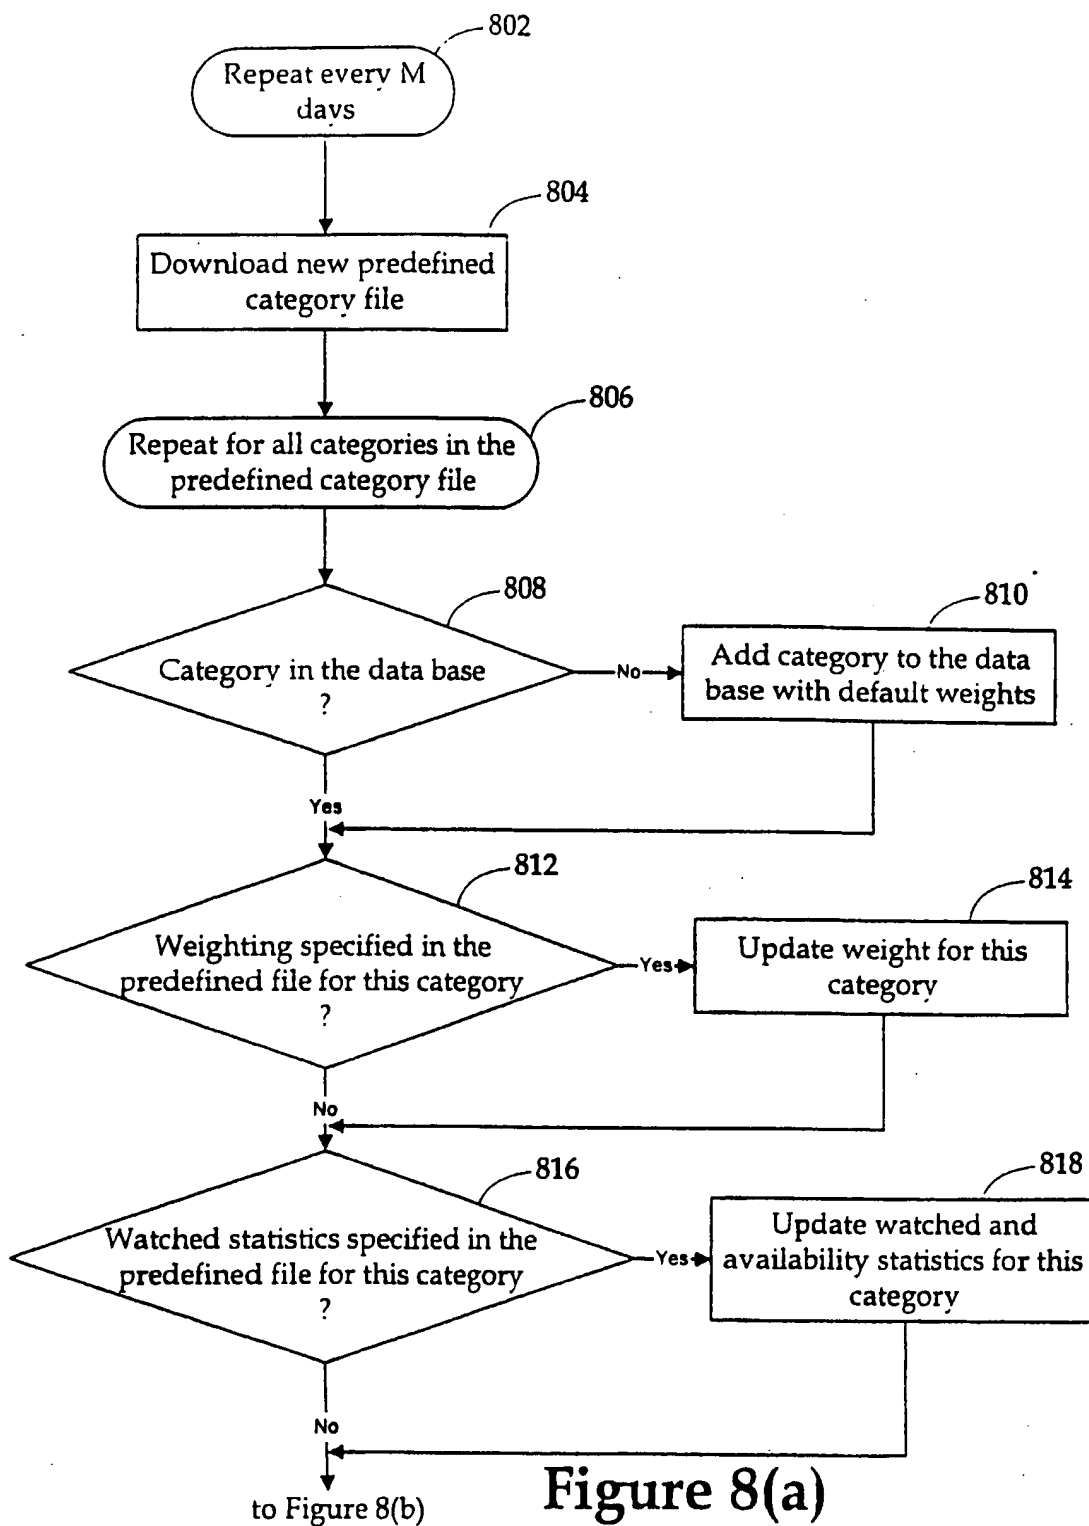 802
Repeat every M
days
804
Download new predefined
category file
806
Repeat for all categories in the
predefined category file
808
Category in the data base
?
No
810
Add category to the data
base with default weights
Yes
812
Weighting specified in the
predefined file for this category
?
Yes
814
Update weight for this
category
No
816
Watched statistics specified in the
predefined file for this category
?
Yes
818
Update watched and
availability statistics for this
category
No
to Figure 8(b)
Figure 8(a)